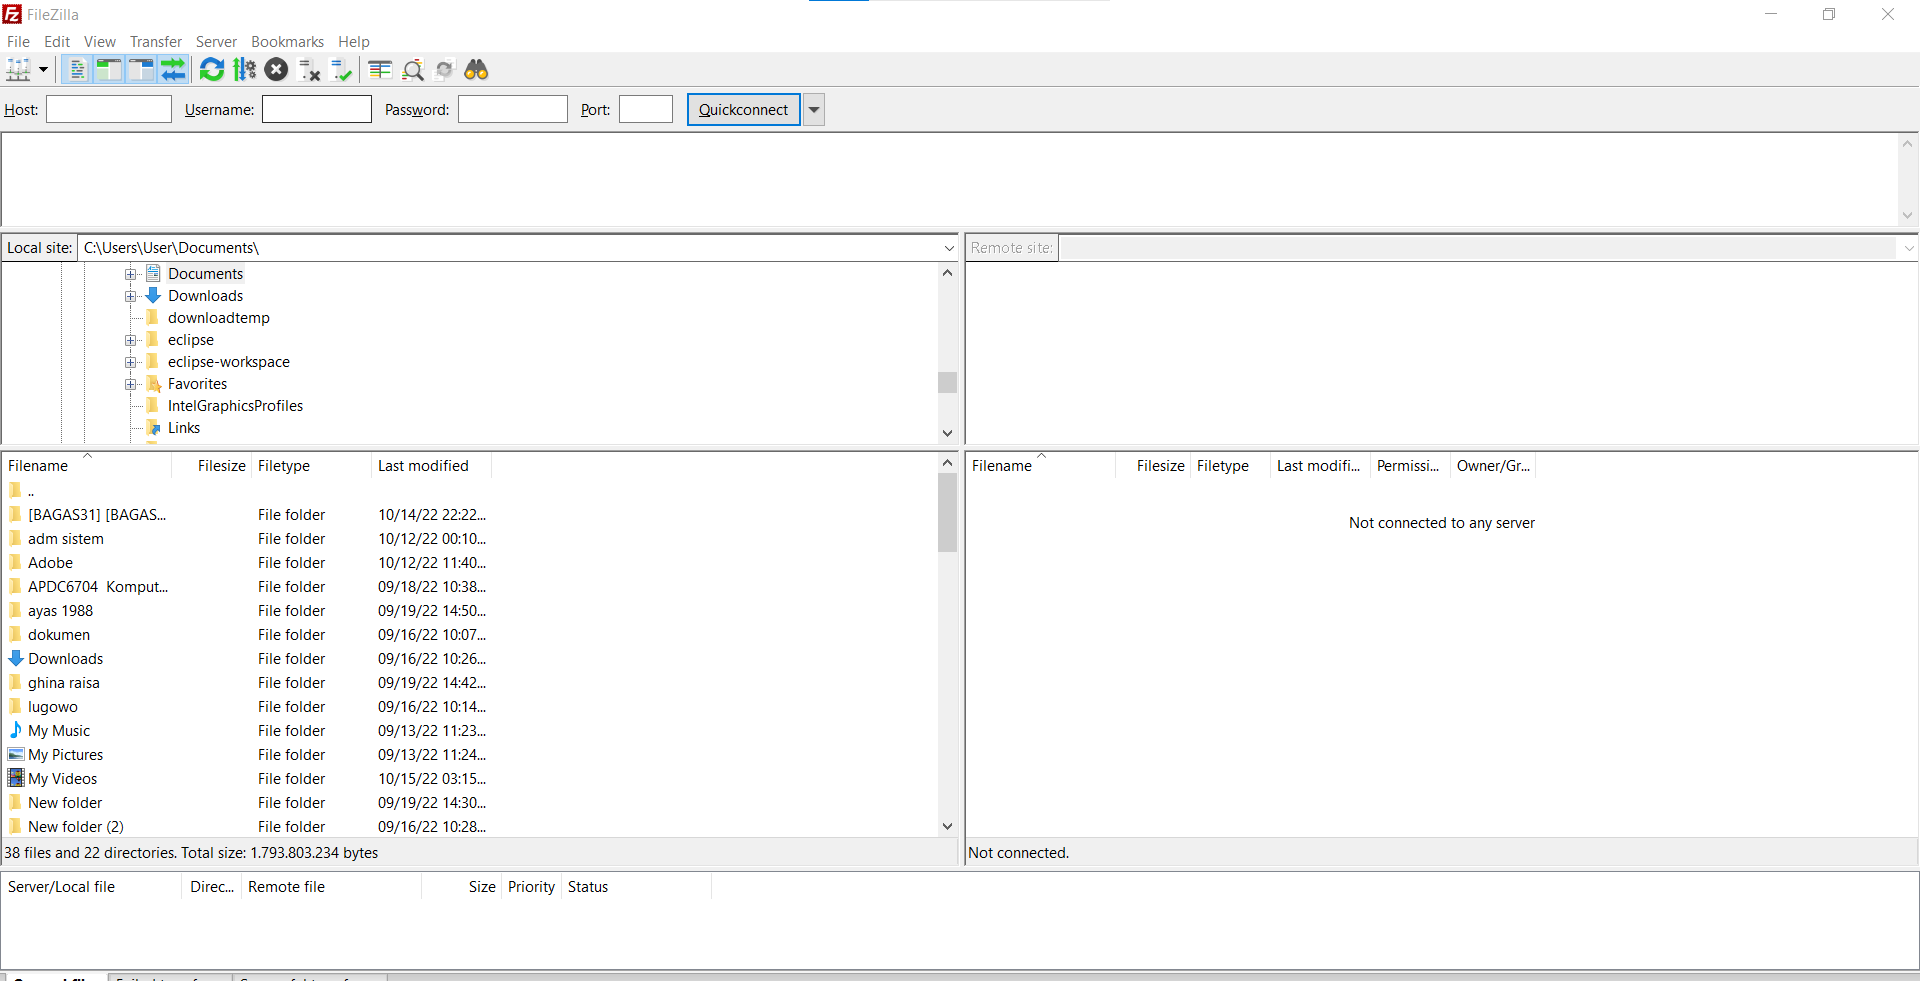 FileZilla
File Edit View Transfer Server Bookmarks Help
Host: Username: Password: Port: Quickconnect
Local site: C:\Users\User\Documents\
Documents
Downloads
downloadtemp
eclipse
eclipse-workspace
Favorites
IntelGraphicsProfiles
Links
Remote site:
Filename Filesize Filetype Last modified
..
[BAGAS31] [BAGAS... File folder 10/14/22 22:22...
adm sistem File folder 10/12/22 00:10...
Adobe File folder 10/12/22 11:40...
APDC6704 Komput... File folder 09/18/22 10:38...
ayas 1988 File folder 09/19/22 14:50...
dokumen File folder 09/16/22 10:07...
Downloads File folder 09/16/22 10:26...
ghina raisa File folder 09/19/22 14:42...
lugowo File folder 09/16/22 10:14...
My Music File folder 09/13/22 11:23...
My Pictures File folder 09/13/22 11:24...
My Videos File folder 10/15/22 03:15...
New folder File folder 09/19/22 14:30...
New folder (2) File folder 09/16/22 10:28...
38 files and 22 directories. Total size: 1.793.803.234 bytes
Filename Filesize Filetype Last modifi... Permissi... Owner/Gr...
Not connected to any server
Not connected.
Server/Local file Direc... Remote file Size Priority Status